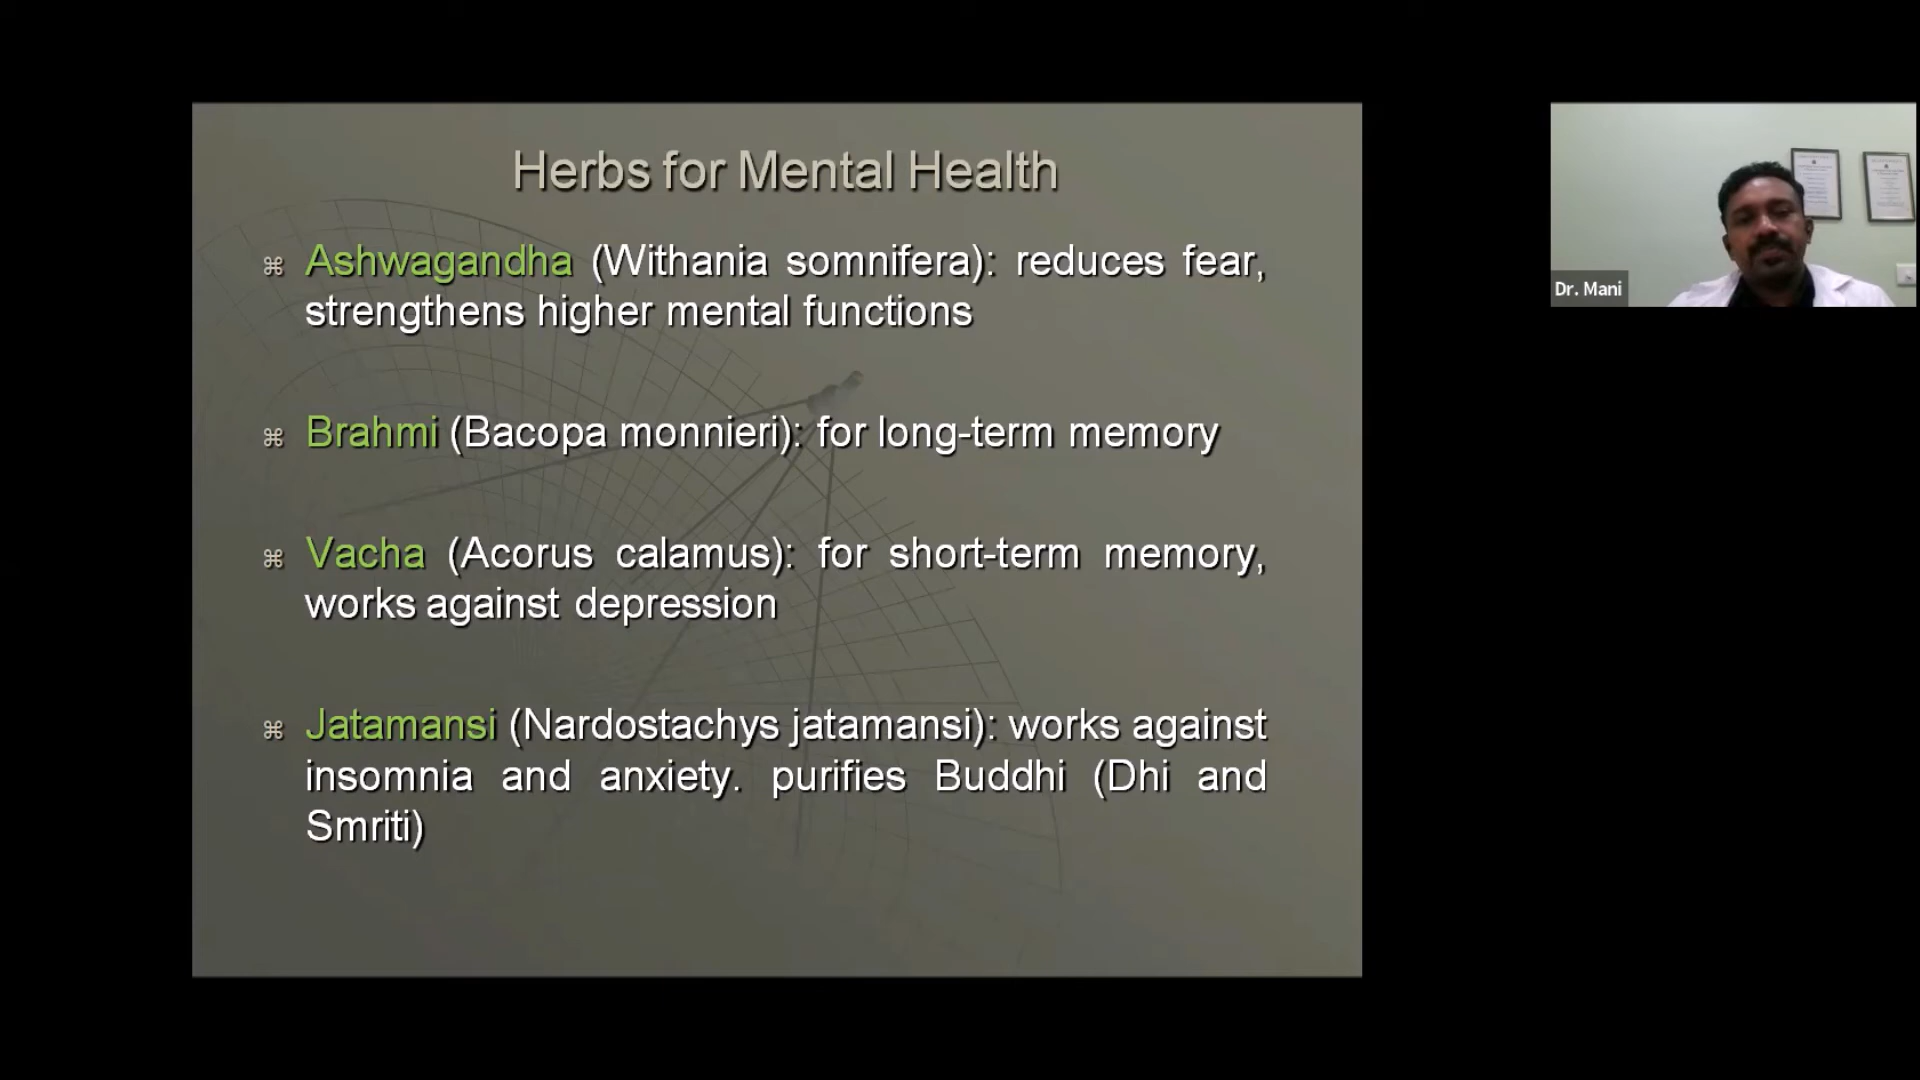 Herbs for Mental Health
⌘ Ashwagandha (Withania somnifera): reduces fear,
strengthens higher mental functions
⌘ Brahmi (Bacopa monnieri): for long-term memory
⌘ Vacha (Acorus calamus): for short-term memory,
works against depression
⌘ Jatamansi (Nardostachys jatamansi): works against
insomnia and anxiety. purifies Buddhi (Dhi and
Smriti)
Dr. Mani